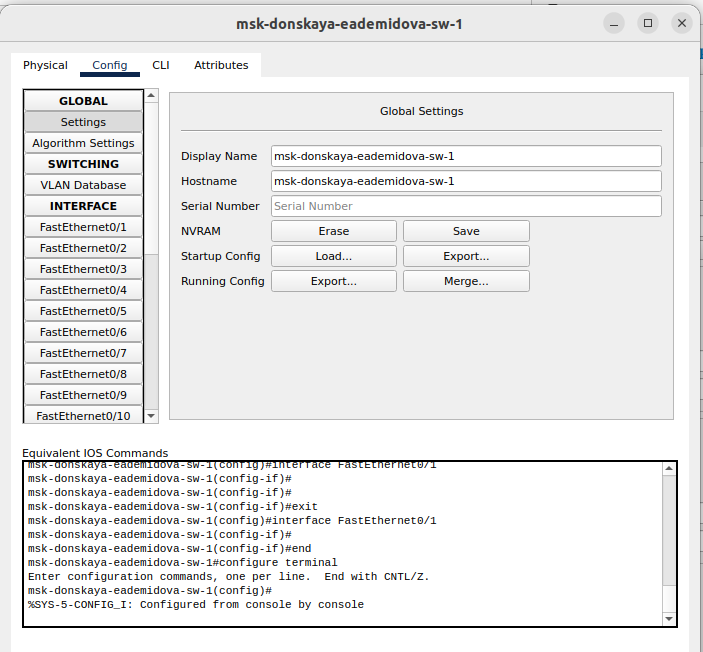 msk-donskaya-eademidova-sw-1
Physical Config CLI Attributes
GLOBAL
Settings
Algorithm Settings
SWITCHING
VLAN Database
INTERFACE
FastEthernet0/1
FastEthernet0/2
FastEthernet0/3
FastEthernet0/4
FastEthernet0/5
FastEthernet0/6
FastEthernet0/7
FastEthernet0/8
FastEthernet0/9
FastEthernet0/10
Global Settings
Display Name msk-donskaya-eademidova-sw-1
Hostname msk-donskaya-eademidova-sw-1
Serial Number Serial Number
NVRAM Erase Save
Startup Config Load... Export...
Running Config Export... Merge...
Equivalent IOS Commands
msk-donskaya-eademidova-sw-1(config)#interface FastEthernet0/1
msk-donskaya-eademidova-sw-1(config-if)#
msk-donskaya-eademidova-sw-1(config-if)#
msk-donskaya-eademidova-sw-1(config-if)#exit
msk-donskaya-eademidova-sw-1(config)#interface FastEthernet0/1
msk-donskaya-eademidova-sw-1(config-if)#
msk-donskaya-eademidova-sw-1(config-if)#end
msk-donskaya-eademidova-sw-1#configure terminal
Enter configuration commands, one per line.  End with CNTL/Z.
msk-donskaya-eademidova-sw-1(config)#
%SYS-5-CONFIG_I: Configured from console by console